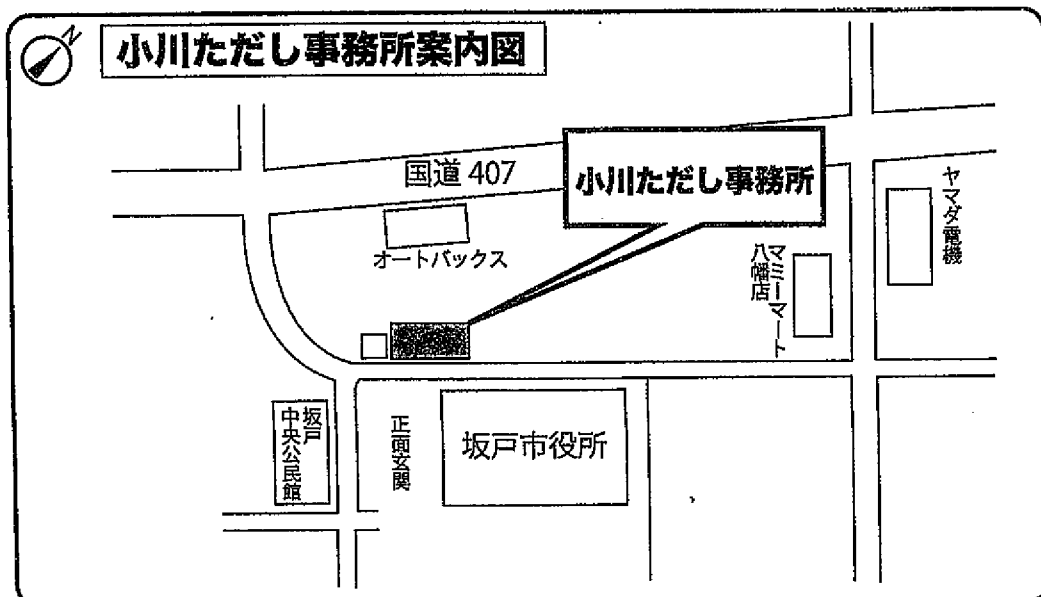 N
小川ただし事務所案内図
国道 407
小川ただし事務所
オートバックス
マミーマート
八幡店
ヤマダ電機
坂戸
中央公民館
正面玄関
坂戸市役所